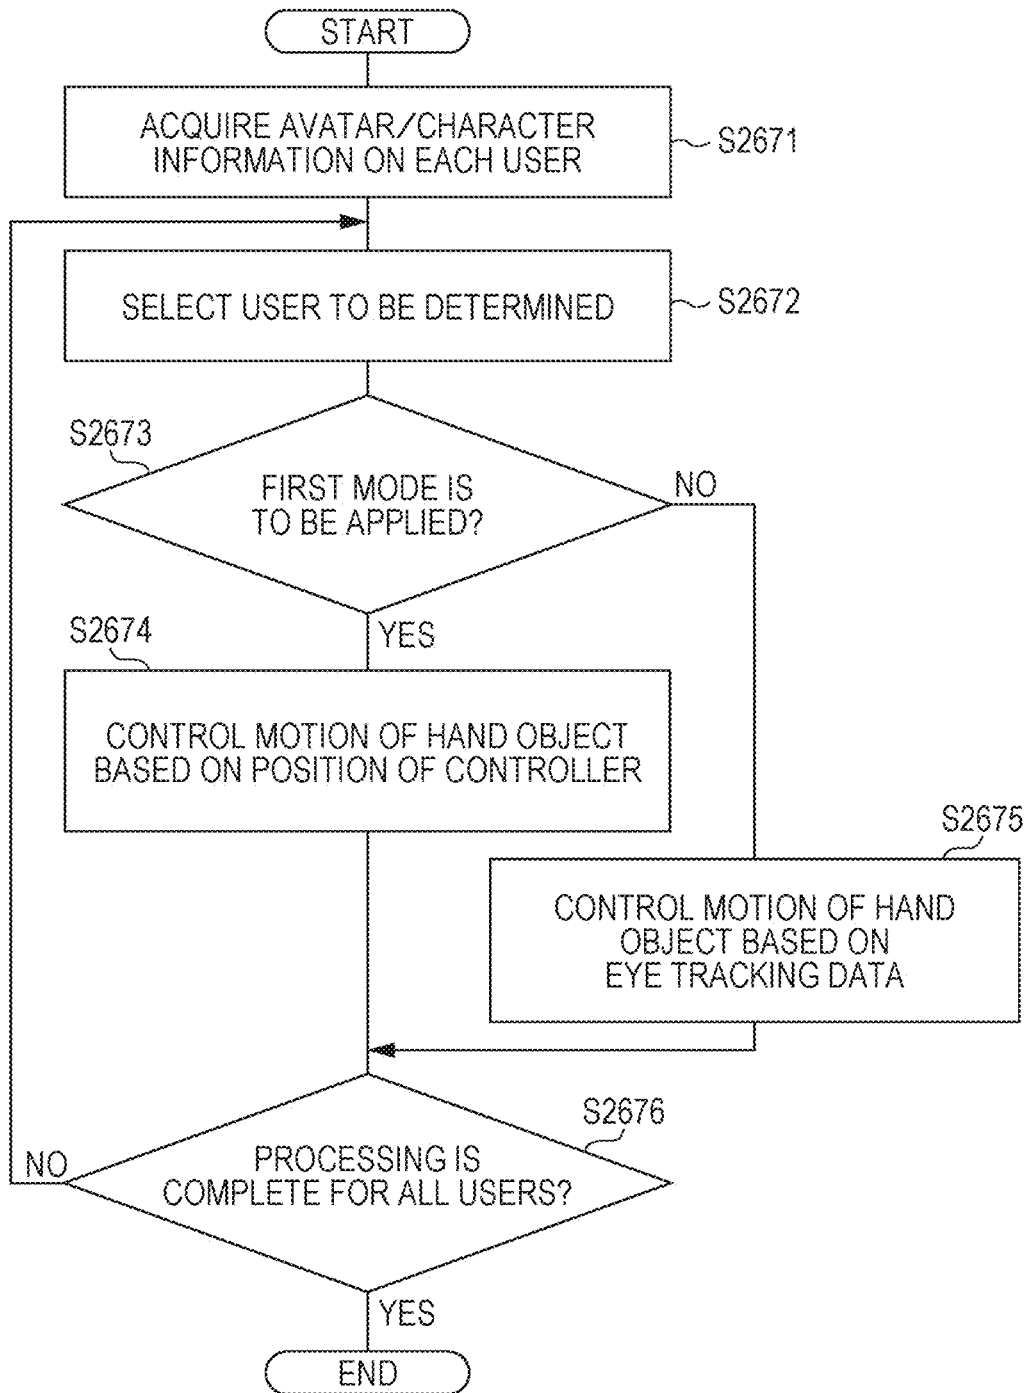 START
ACQUIRE AVATAR/CHARACTER
INFORMATION ON EACH USER
S2671
SELECT USER TO BE DETERMINED
S2672
S2673
FIRST MODE IS
TO BE APPLIED?
NO
YES
S2674
CONTROL MOTION OF HAND OBJECT
BASED ON POSITION OF CONTROLLER
S2675
CONTROL MOTION OF HAND
OBJECT BASED ON
EYE TRACKING DATA
S2676
PROCESSING IS
COMPLETE FOR ALL USERS?
NO
YES
END